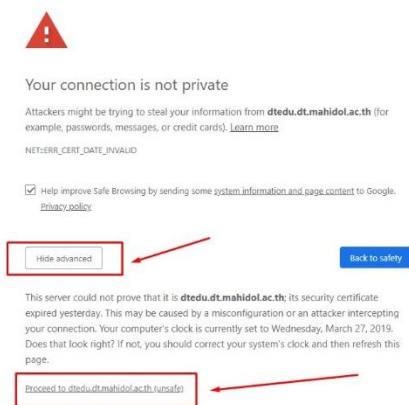 Your connection is not private
Attackers might be trying to steal your information from dtedu.dt.mahidol.ac.th (for
example, passwords, messages, or credit cards). Learn more
NET::ERR_CERT_DATE_INVALID
Help improve Safe Browsing by sending some system information and page content to Google.
Privacy policy
Hide advanced
Back to safety
This server could not prove that it is dtedu.dt.mahidol.ac.th; its security certificate
expired yesterday. This may be caused by a misconfiguration or an attacker intercepting
your connection. Your computer's clock is currently set to Wednesday, March 27, 2019.
Does that look right? If not, you should correct your system's clock and then refresh this
page.
Proceed to dtedu.dt.mahidol.ac.th (unsafe)